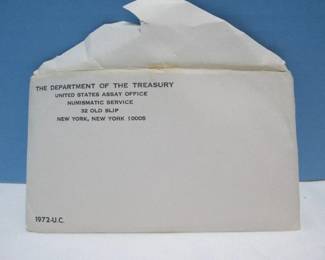 THE DEPARTMENT OF THE TREASURY
UNITED STATES ASSAY OFFICE
NUMISMATIC SERVICE
32 OLD SLIP
NEW YORK, NEW YORK 10005
1972-U.C.